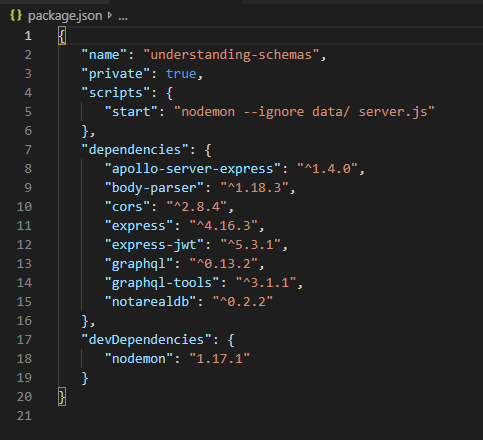 {} package.json > ...
1 {
2 "name": "understanding-schemas",
3 "private": true,
4 "scripts": {
5 "start": "nodemon --ignore data/ server.js"
6 },
7 "dependencies": {
8 "apollo-server-express": "^1.4.0",
9 "body-parser": "^1.18.3",
10 "cors": "^2.8.4",
11 "express": "^4.16.3",
12 "express-jwt": "^5.3.1",
13 "graphql": "^0.13.2",
14 "graphql-tools": "^3.1.1",
15 "notarealdb": "^0.2.2"
16 },
17 "devDependencies": {
18 "nodemon": "1.17.1"
19 }
20 }
21